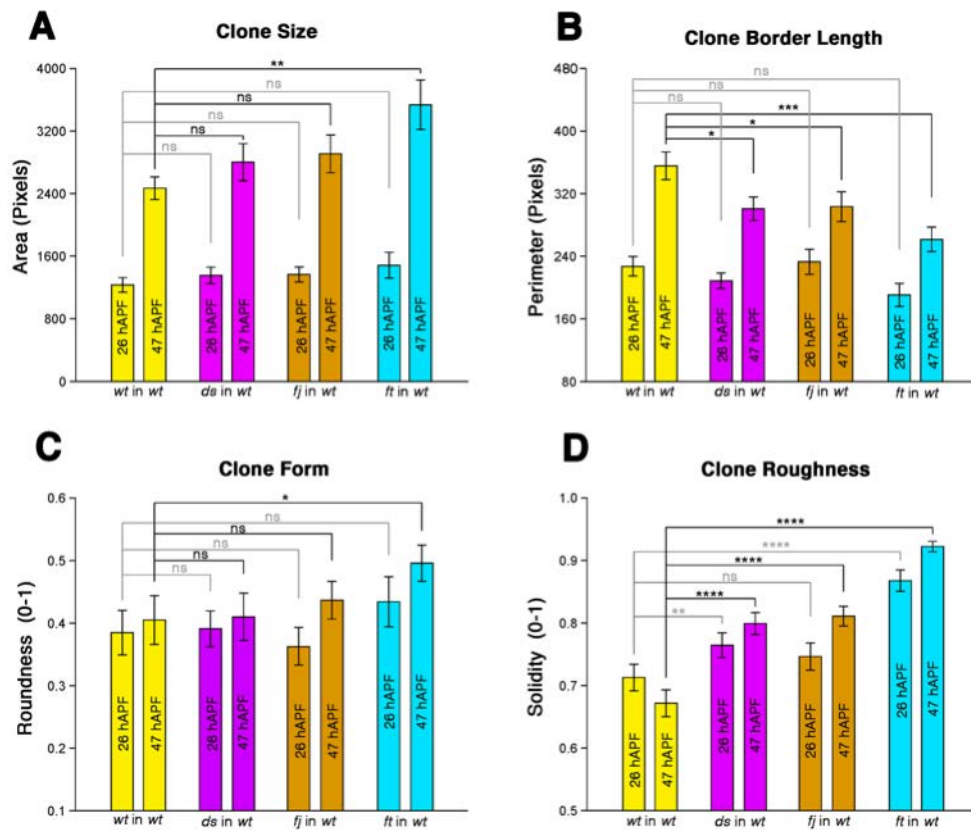 A
Clone Size
Area (Pixels)
4000
3200
2400
1600
800
0
**
ns
ns
ns
ns
ns
26 hAPF
47 hAPF
26 hAPF
47 hAPF
26 hAPF
47 hAPF
26 hAPF
47 hAPF
wt in wt
ds in wt
fj in wt
ft in wt
B
Clone Border Length
Perimeter (Pixels)
480
400
320
240
160
80
ns
ns
ns
***
*
*
26 hAPF
47 hAPF
26 hAPF
47 hAPF
26 hAPF
47 hAPF
26 hAPF
47 hAPF
wt in wt
ds in wt
fj in wt
ft in wt
C
Clone Form
Roundness (0-1)
0.6
0.5
0.4
0.3
0.2
0.1
*
ns
ns
ns
ns
ns
26 hAPF
47 hAPF
26 hAPF
47 hAPF
26 hAPF
47 hAPF
26 hAPF
47 hAPF
wt in wt
ds in wt
fj in wt
ft in wt
D
Clone Roughness
Solidity (0-1)
1.0
0.9
0.8
0.7
0.6
0.5
****
****
****
ns
****
**
26 hAPF
47 hAPF
26 hAPF
47 hAPF
26 hAPF
47 hAPF
26 hAPF
47 hAPF
wt in wt
ds in wt
fj in wt
ft in wt